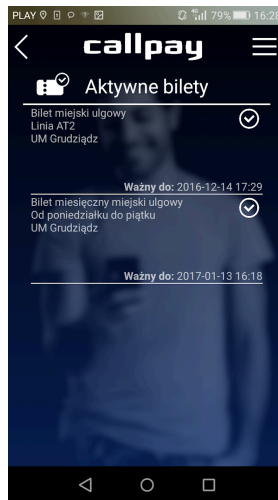 PLAY 79% 16:28
callpay
Aktywne bilety
Bilet miejski ulgowy
Linia AT2
UM Grudziądz
Ważny do: 2016-12-14 17:29
Bilet miesięczny miejski ulgowy
Od poniedziałku do piątku
UM Grudziądz
Ważny do: 2017-01-13 16:18